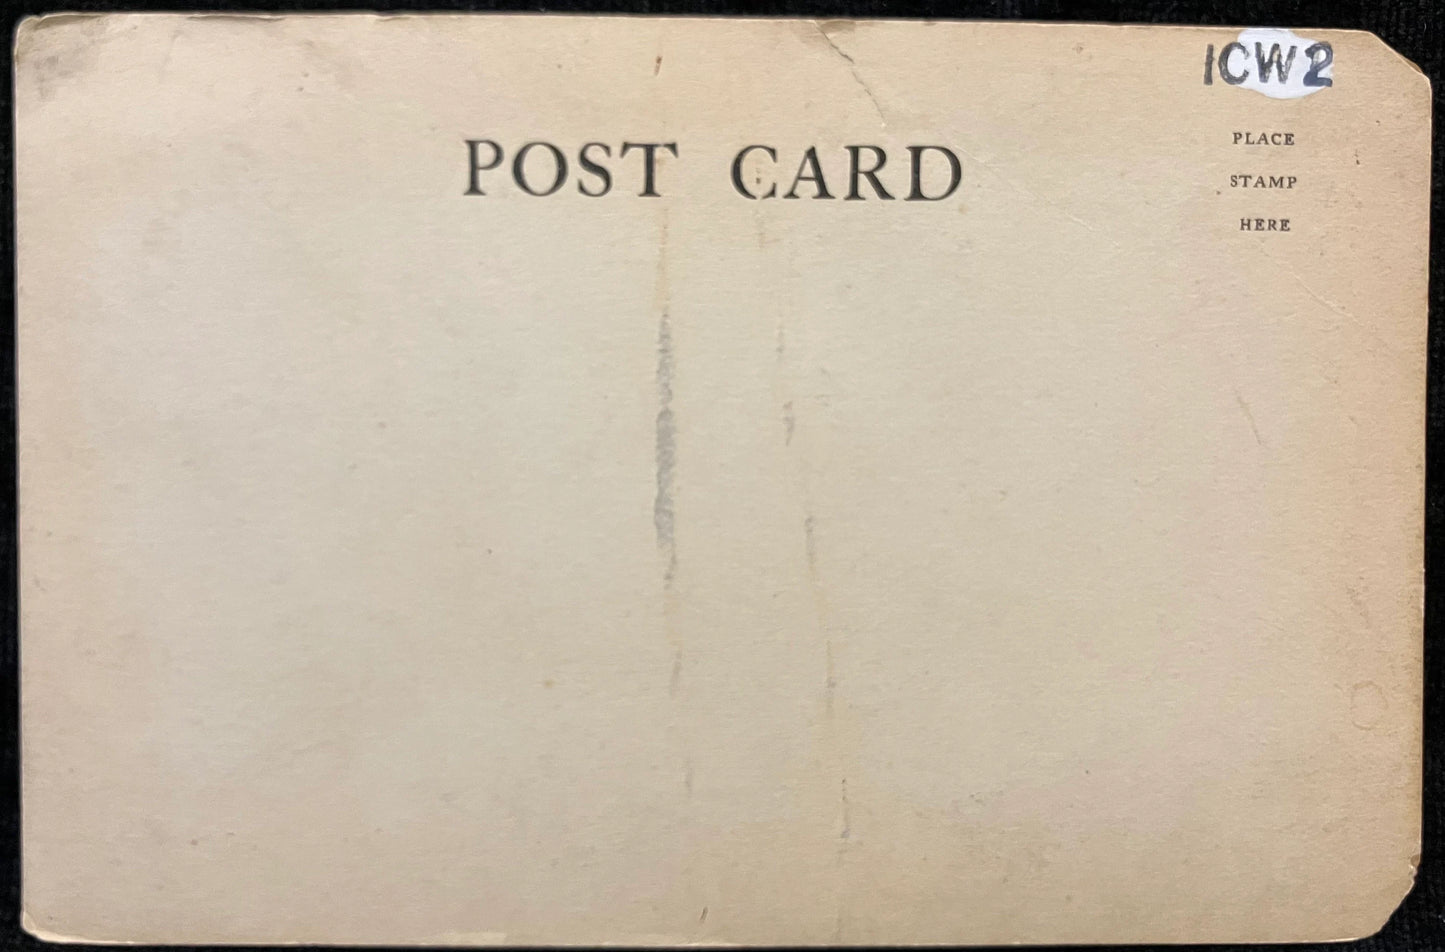 ICW2
POST CARD
PLACE
STAMP
HERE